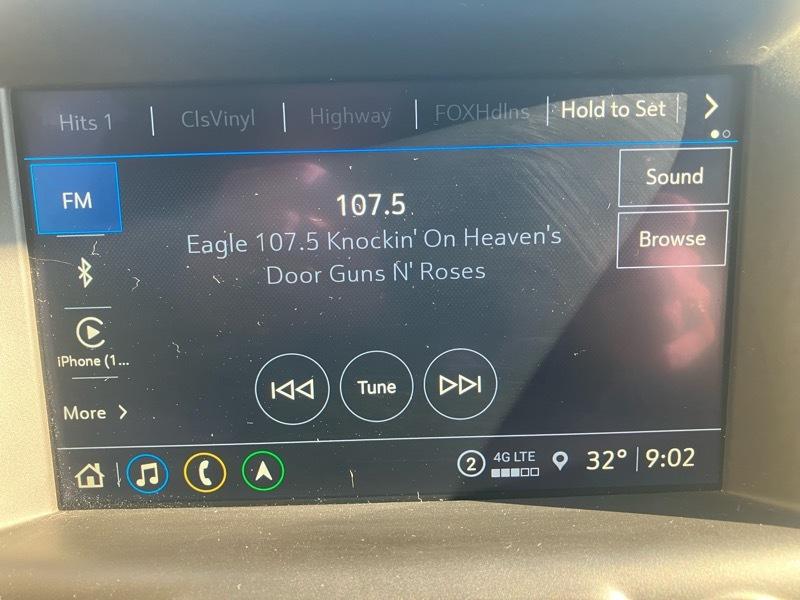 Hits 1 ClsVinyl Highway FOXHdlns Hold to Set
FM
107.5
Sound
Eagle 107.5 Knockin' On Heaven's
Browse
Door Guns N' Roses
iPhone (1...
Tune
More
2 4G LTE 32° 9:02